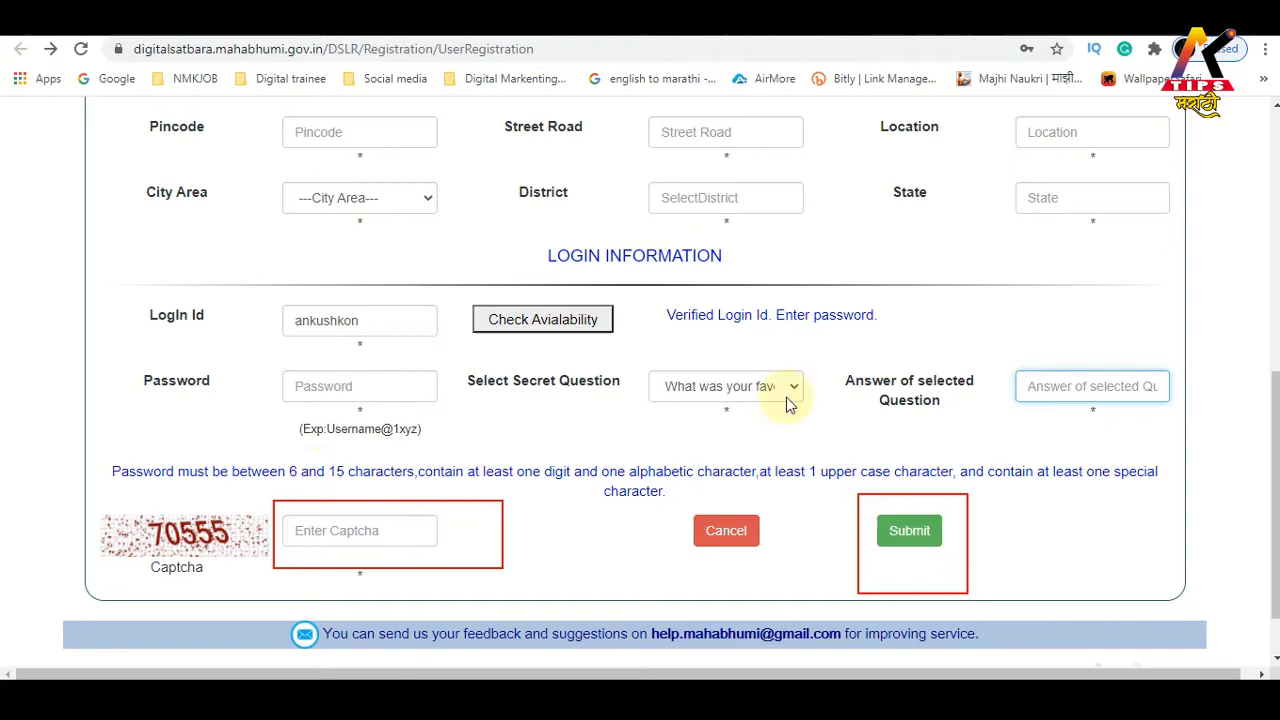 digitalsatbara.mahabhumi.gov.in/DSLR/Registration/UserRegistration
Apps Google NMKJOB Digital trainee Social media Digital Marketing... english to marathi -... AirMore Bitly | Link Manage... Majhi Naukri | माझी... WallpaperSafari
TIPS
मराठी
Pincode Pincode Street Road Street Road Location Location
* * *
City Area ---City Area--- District SelectDistrict State State
* * *
LOGIN INFORMATION
LogIn Id ankushkon Check Avialability Verified Login Id. Enter password.
*
Password Password Select Secret Question What was your fav Answer of selected Question Answer of selected Qu
* * *
(Exp:Username@1xyz)
Password must be between 6 and 15 characters,contain at least one digit and one alphabetic character,at least 1 upper case character, and contain at least one special
character.
70555 Enter Captcha Cancel Submit
Captcha
*
You can send us your feedback and suggestions on help.mahabhumi@gmail.com for improving service.